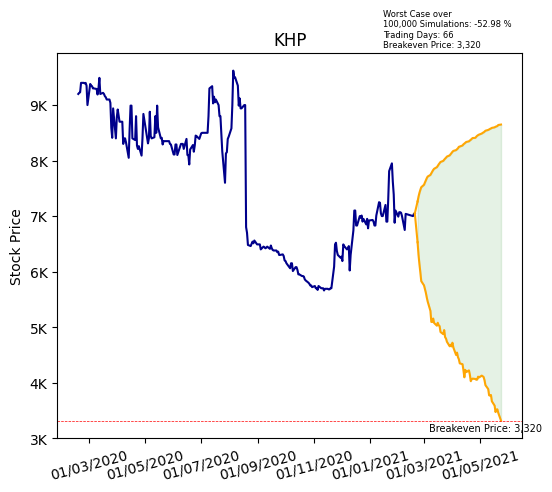 Worst Case over
100,000 Simulations: -52.98 %
Trading Days: 66
Breakeven Price: 3,320
KHP
Stock Price
9K
8K
7K
6K
5K
4K
3K
Breakeven Price: 3,320
01/03/2020
01/05/2020
01/07/2020
01/09/2020
01/11/2020
01/01/2021
01/03/2021
01/05/2021